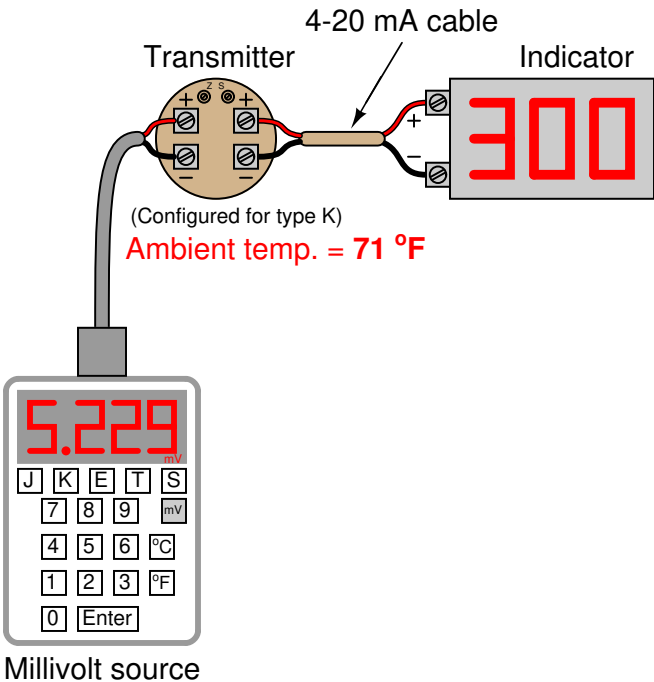 4-20 mA cable
Transmitter
Indicator
Z S
+ +
− −
+
−
300
(Configured for type K)
Ambient temp. = 71 °F
5.229
mV
J K E T S
7 8 9 mV
4 5 6 °C
1 2 3 °F
0 Enter
Millivolt source